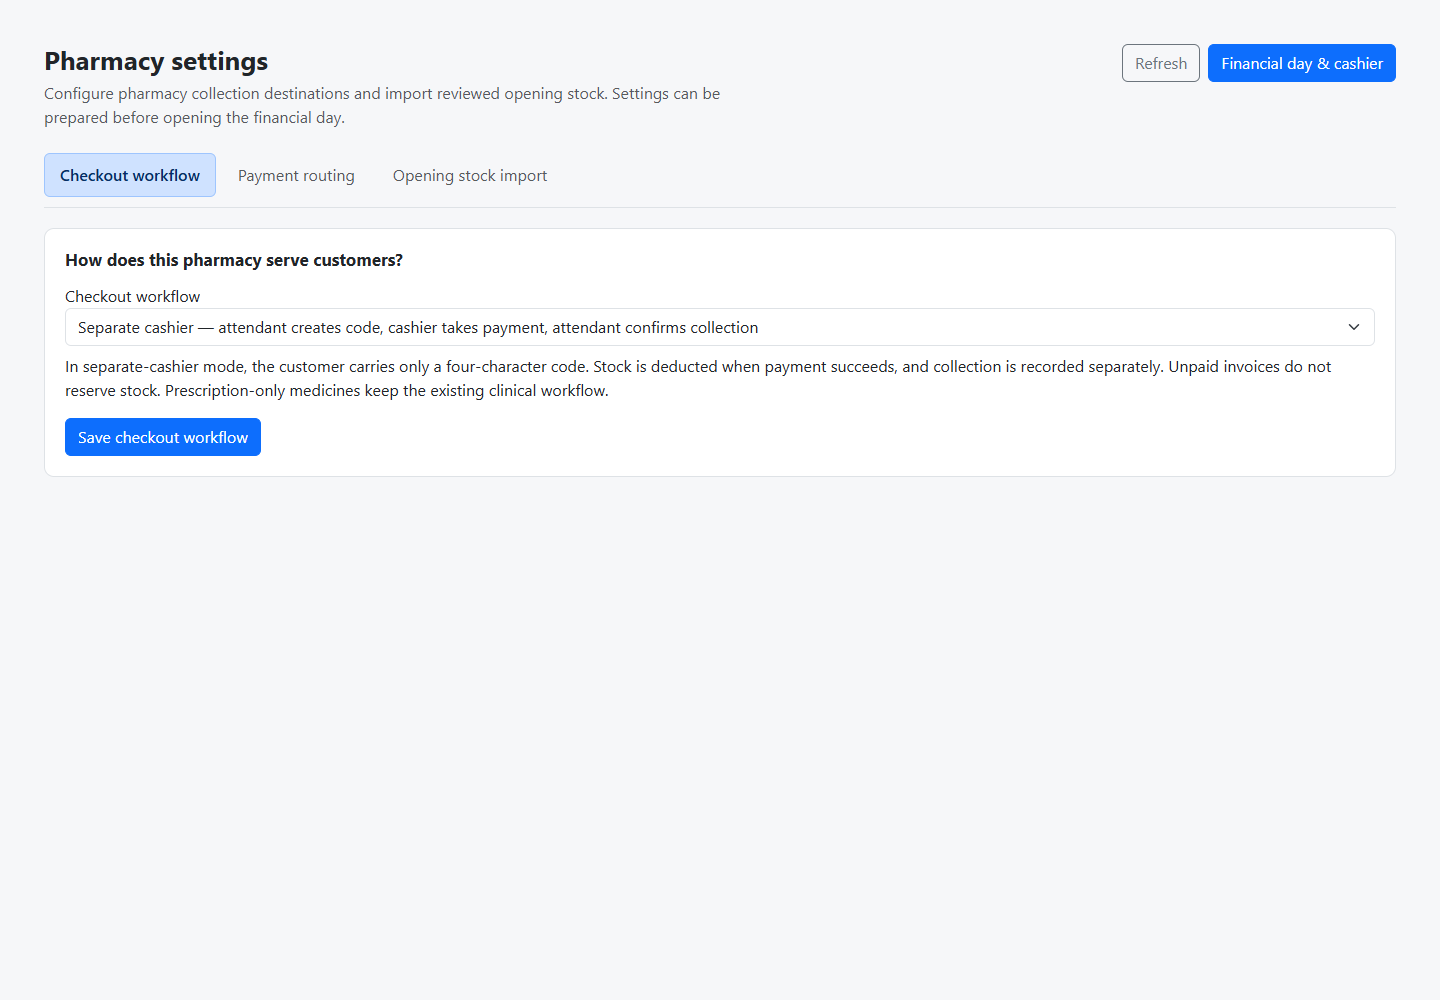 Pharmacy settings
Refresh
Financial day & cashier
Configure pharmacy collection destinations and import reviewed opening stock. Settings can be
prepared before opening the financial day.
Checkout workflow
Payment routing
Opening stock import
How does this pharmacy serve customers?
Checkout workflow
Separate cashier — attendant creates code, cashier takes payment, attendant confirms collection
In separate-cashier mode, the customer carries only a four-character code. Stock is deducted when payment succeeds, and collection is recorded separately. Unpaid invoices do not
reserve stock. Prescription-only medicines keep the existing clinical workflow.
Save checkout workflow